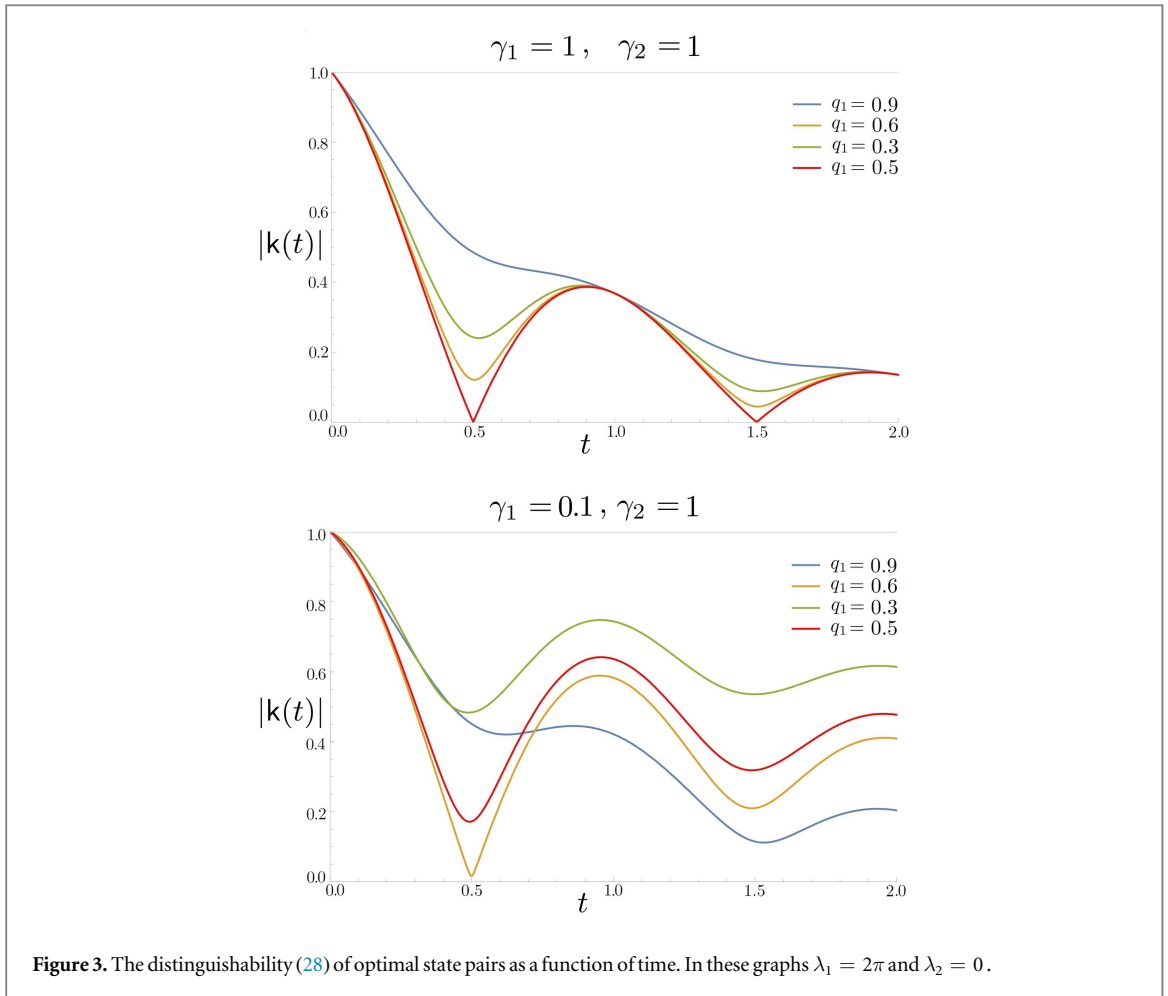 γ₁ = 1 , γ₂ = 1
1.0
0.8
0.6
0.4
0.2
0.0
|k(t)|
q₁ = 0.9
q₁ = 0.6
q₁ = 0.3
q₁ = 0.5
0.0 0.5 1.0 1.5 2.0
t
γ₁ = 0.1 , γ₂ = 1
1.0
0.8
0.6
0.4
0.2
0.0
|k(t)|
q₁ = 0.9
q₁ = 0.6
q₁ = 0.3
q₁ = 0.5
0.0 0.5 1.0 1.5 2.0
t
Figure 3. The distinguishability (28) of optimal state pairs as a function of time. In these graphs λ₁ = 2π and λ₂ = 0 .